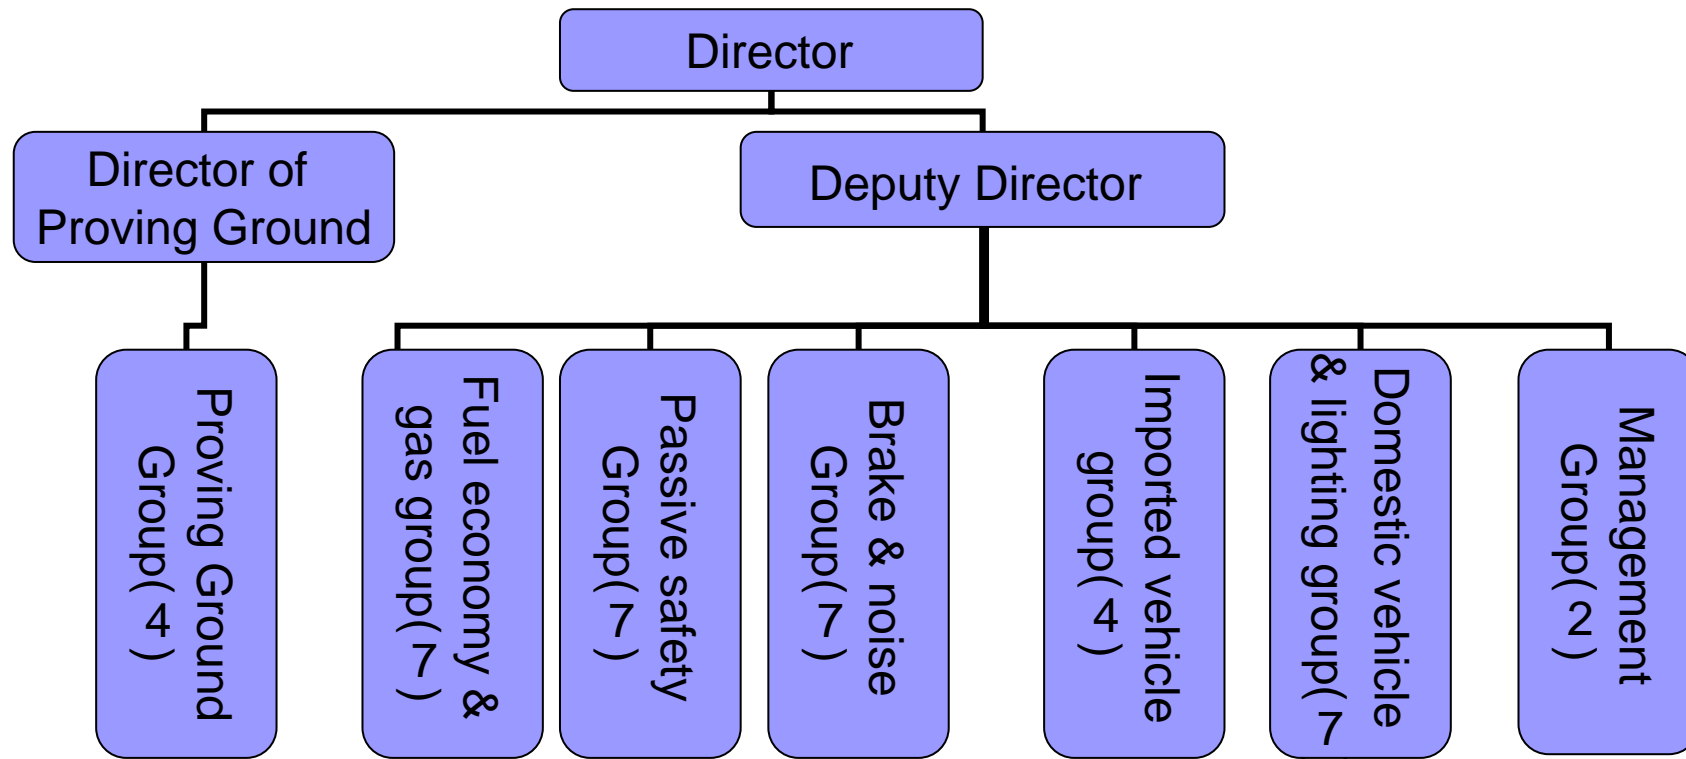 Director
Director of
Proving Ground
Deputy Director
Proving Ground
Group(4)
Fuel economy &
gas group(7)
Passive safety
Group(7)
Brake & noise
Group(7)
Imported vehicle
group(4)
Domestic vehicle
& lighting group(7
Management
Group(2)